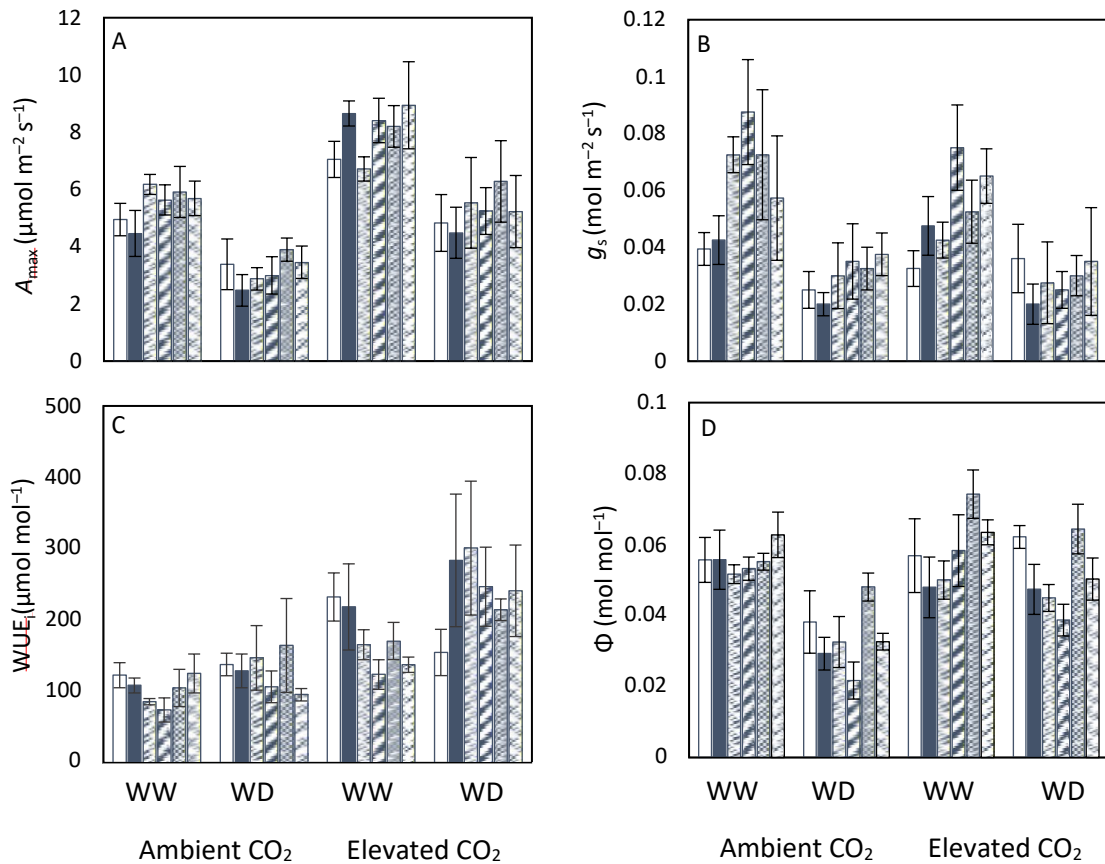 A
A_max (µmol m⁻² s⁻¹)
12
10
8
6
4
2
0
B
g_s (mol m⁻² s⁻¹)
0.12
0.1
0.08
0.06
0.04
0.02
0
C
WUE_i (µmol mol⁻¹)
500
400
300
200
100
0
D
Φ (mol mol⁻¹)
0.1
0.08
0.06
0.04
0.02
0
WW WD WW WD
Ambient CO₂ Elevated CO₂
WW WD WW WD
Ambient CO₂ Elevated CO₂